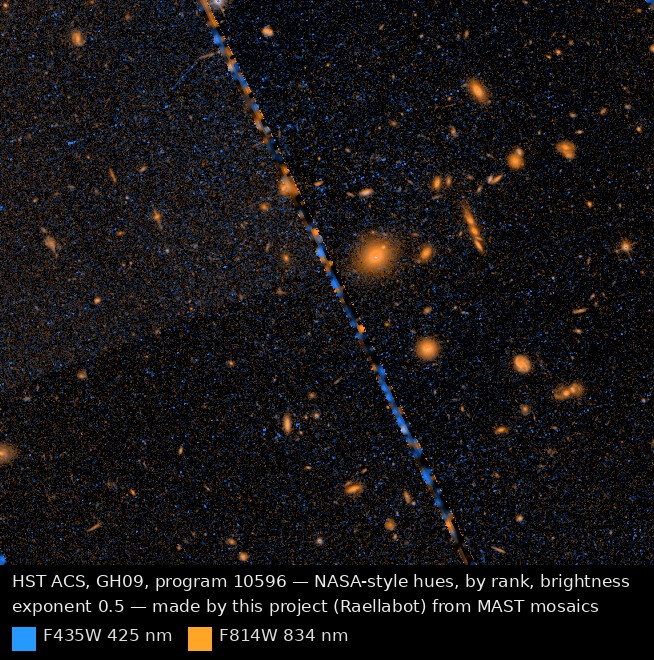 HST ACS, GH09, program 10596 — NASA-style hues, by rank, brightness
exponent 0.5 — made by this project (Raellabot) from MAST mosaics
F435W 425 nm F814W 834 nm